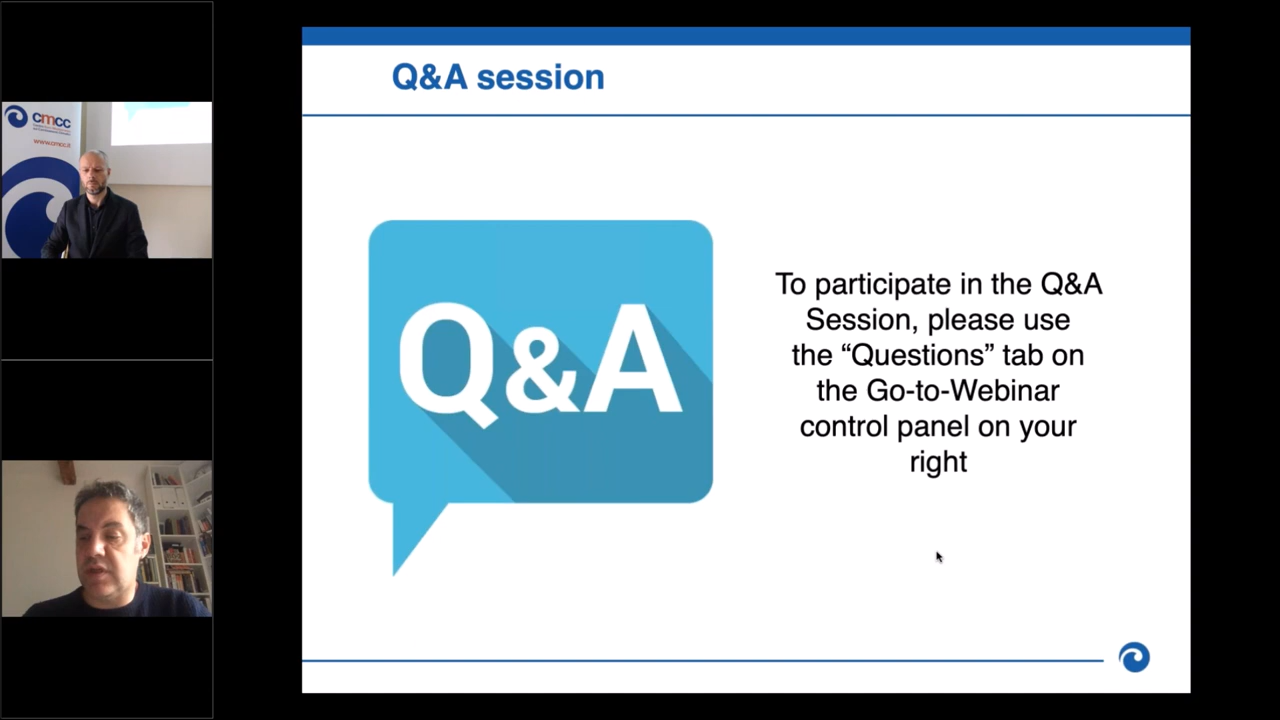 cmcc
www.cmcc.it
Q&A session
Q&A
To participate in the Q&A
Session, please use
the “Questions” tab on
the Go-to-Webinar
control panel on your
right